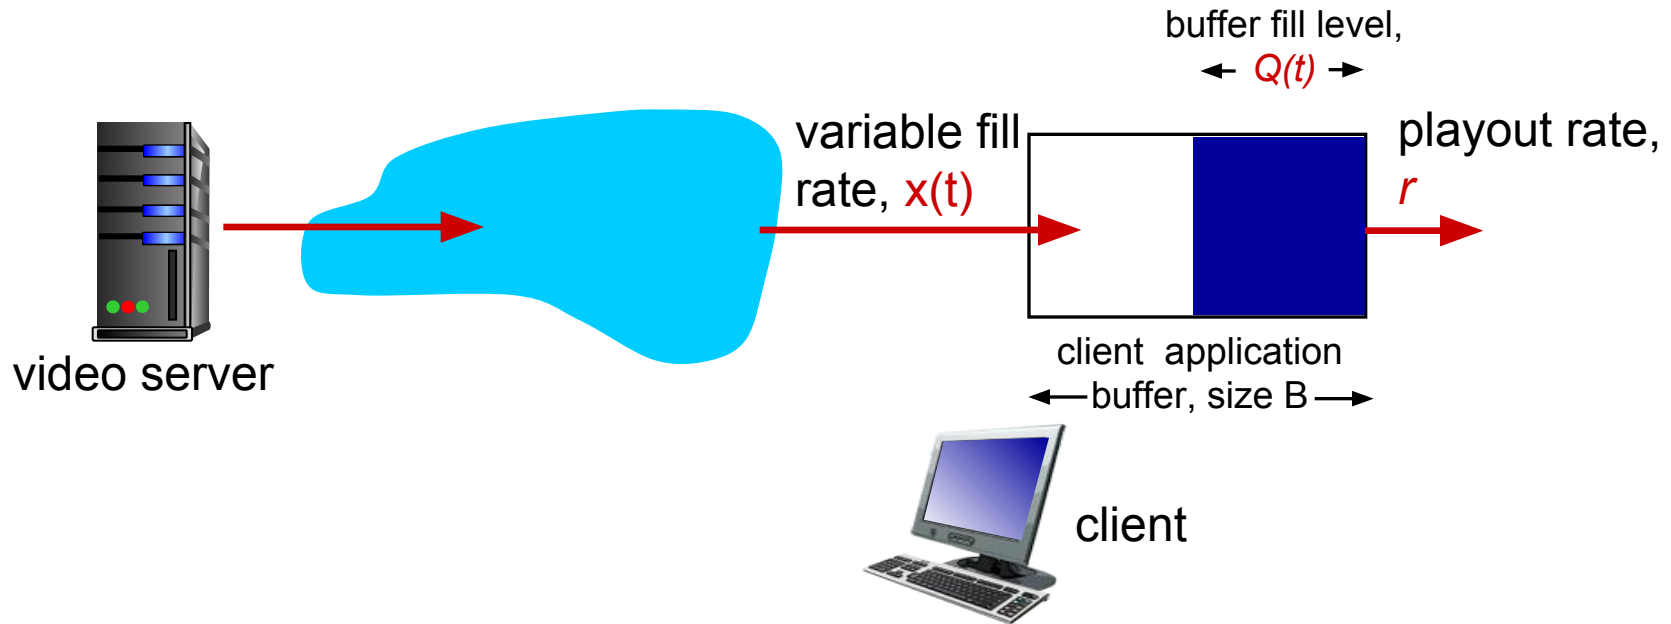 buffer fill level,
Q(t)
variable fill
rate, x(t)
playout rate,
r
video server
client application
buffer, size B
client